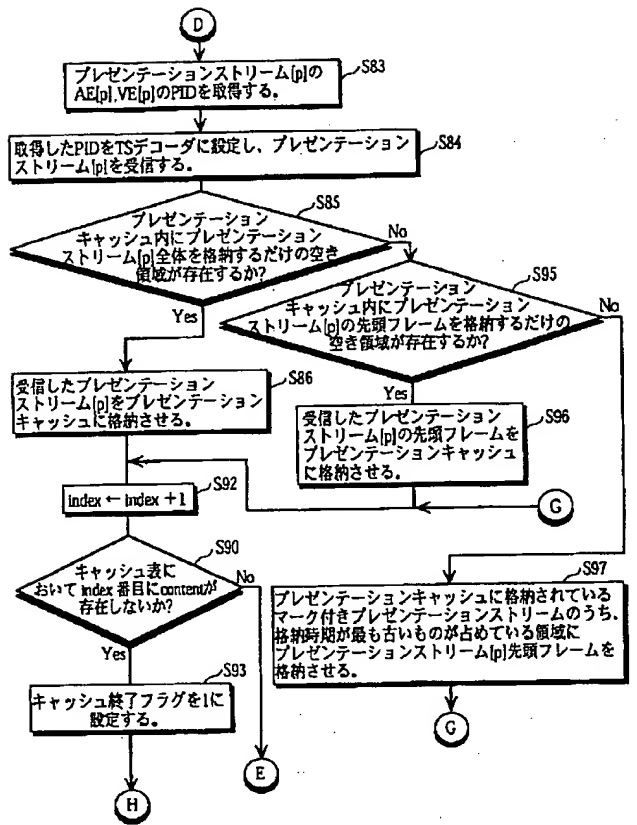 D
S83
プレゼンテーションストリーム[p]の
AE[p],VE[p]のPIDを取得する。
S84
取得したPIDをTSデコーダに設定し、プレゼンテーション
ストリーム[p]を受信する。
S85
プレゼンテーション
キャッシュ内にプレゼンテーション
ストリーム[p]全体を格納するだけの空き
領域が存在するか?
No
Yes
S95
プレゼンテーション
キャッシュ内にプレゼンテーション
ストリーム[p]の先頭フレームを格納するだけの
空き領域が存在するか?
No
Yes
S86
受信したプレゼンテーション
ストリーム[p]をプレゼンテーション
キャッシュに格納させる。
S96
受信したプレゼンテーション
ストリーム[p]の先頭フレームを
プレゼンテーションキャッシュ
に格納させる。
S92
index ← index + 1
G
S90
キャッシュ表に
おいて index 番目にcontentが
存在しないか?
No
Yes
S97
プレゼンテーションキャッシュに格納されている
マーク付きプレゼンテーションストリームのうち、
格納時期が最も古いものが占めている領域に
プレゼンテーションストリーム[p]先頭フレームを
格納させる。
S93
キャッシュ終了フラグを1に
設定する。
G
E
H